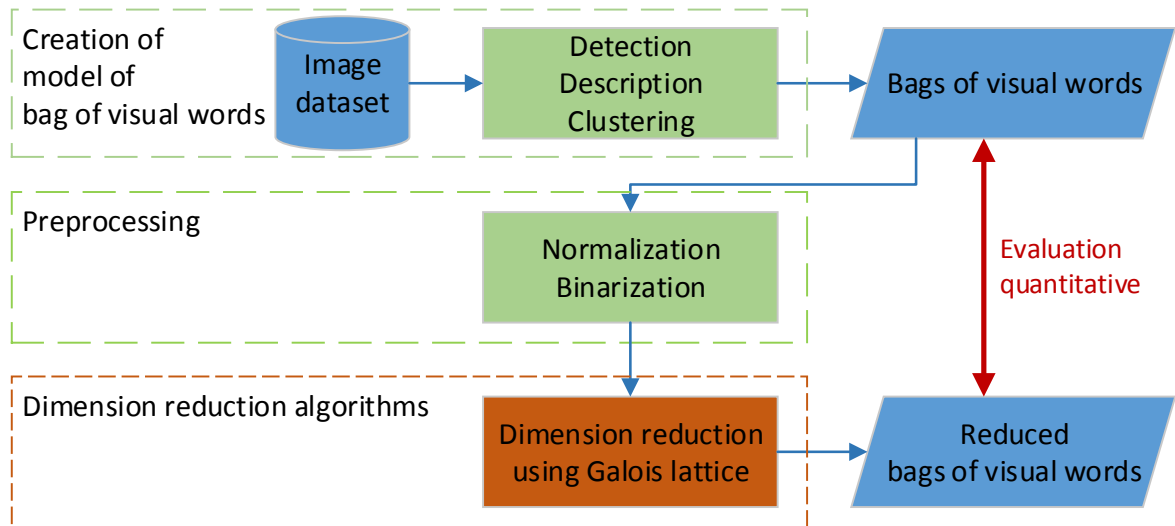 Creation of
model of
bag of visual words
Image
dataset
Detection
Description
Clustering
Bags of visual words
Preprocessing
Normalization
Binarization
Evaluation
quantitative
Dimension reduction algorithms
Dimension reduction
using Galois lattice
Reduced
bags of visual words